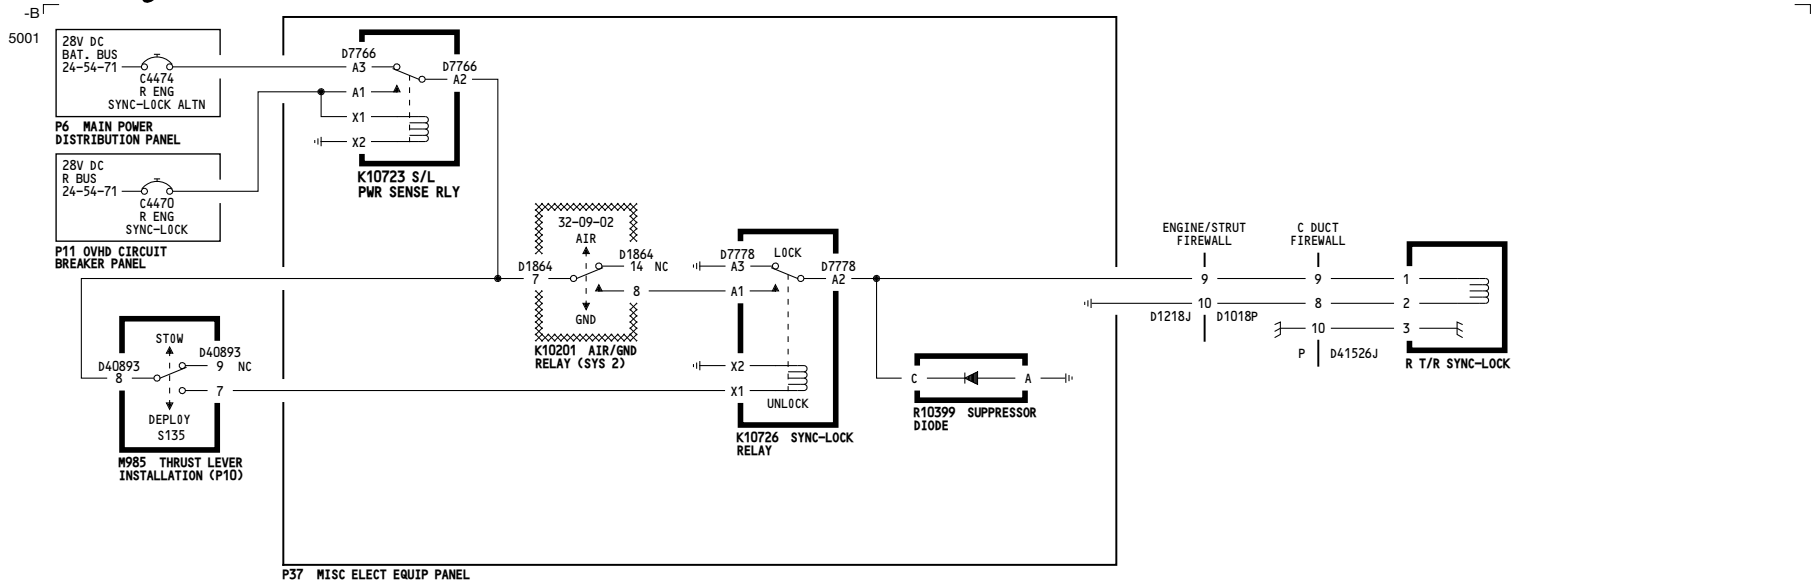 -B
5001
28V DC
BAT. BUS
24-54-71
C4474
R ENG
SYNC-LOCK ALTN
P6 MAIN POWER
DISTRIBUTION PANEL
28V DC
R BUS
24-54-71
C4470
R ENG
SYNC-LOCK
P11 OVHD CIRCUIT
BREAKER PANEL
D7766
A3
D7766
A2
A1
X1
X2
K10723 S/L
PWR SENSE RLY
32-09-02
AIR
D1864
7
D1864
14 NC
8
GND
K10201 AIR/GND
RELAY (SYS 2)
D7778
A3
LOCK
D7778
A2
A1
X2
X1
UNLOCK
K10726 SYNC-LOCK
RELAY
STOW
D40893
8
D40893
9 NC
7
DEPLOY
S135
M985 THRUST LEVER
INSTALLATION (P10)
C
A
R10399 SUPPRESSOR
DIODE
ENGINE/STRUT
FIREWALL
9
10
D1218J
D1018P
C DUCT
FIREWALL
9
8
10
P
D41526J
1
2
3
R T/R SYNC-LOCK
P37 MISC ELECT EQUIP PANEL